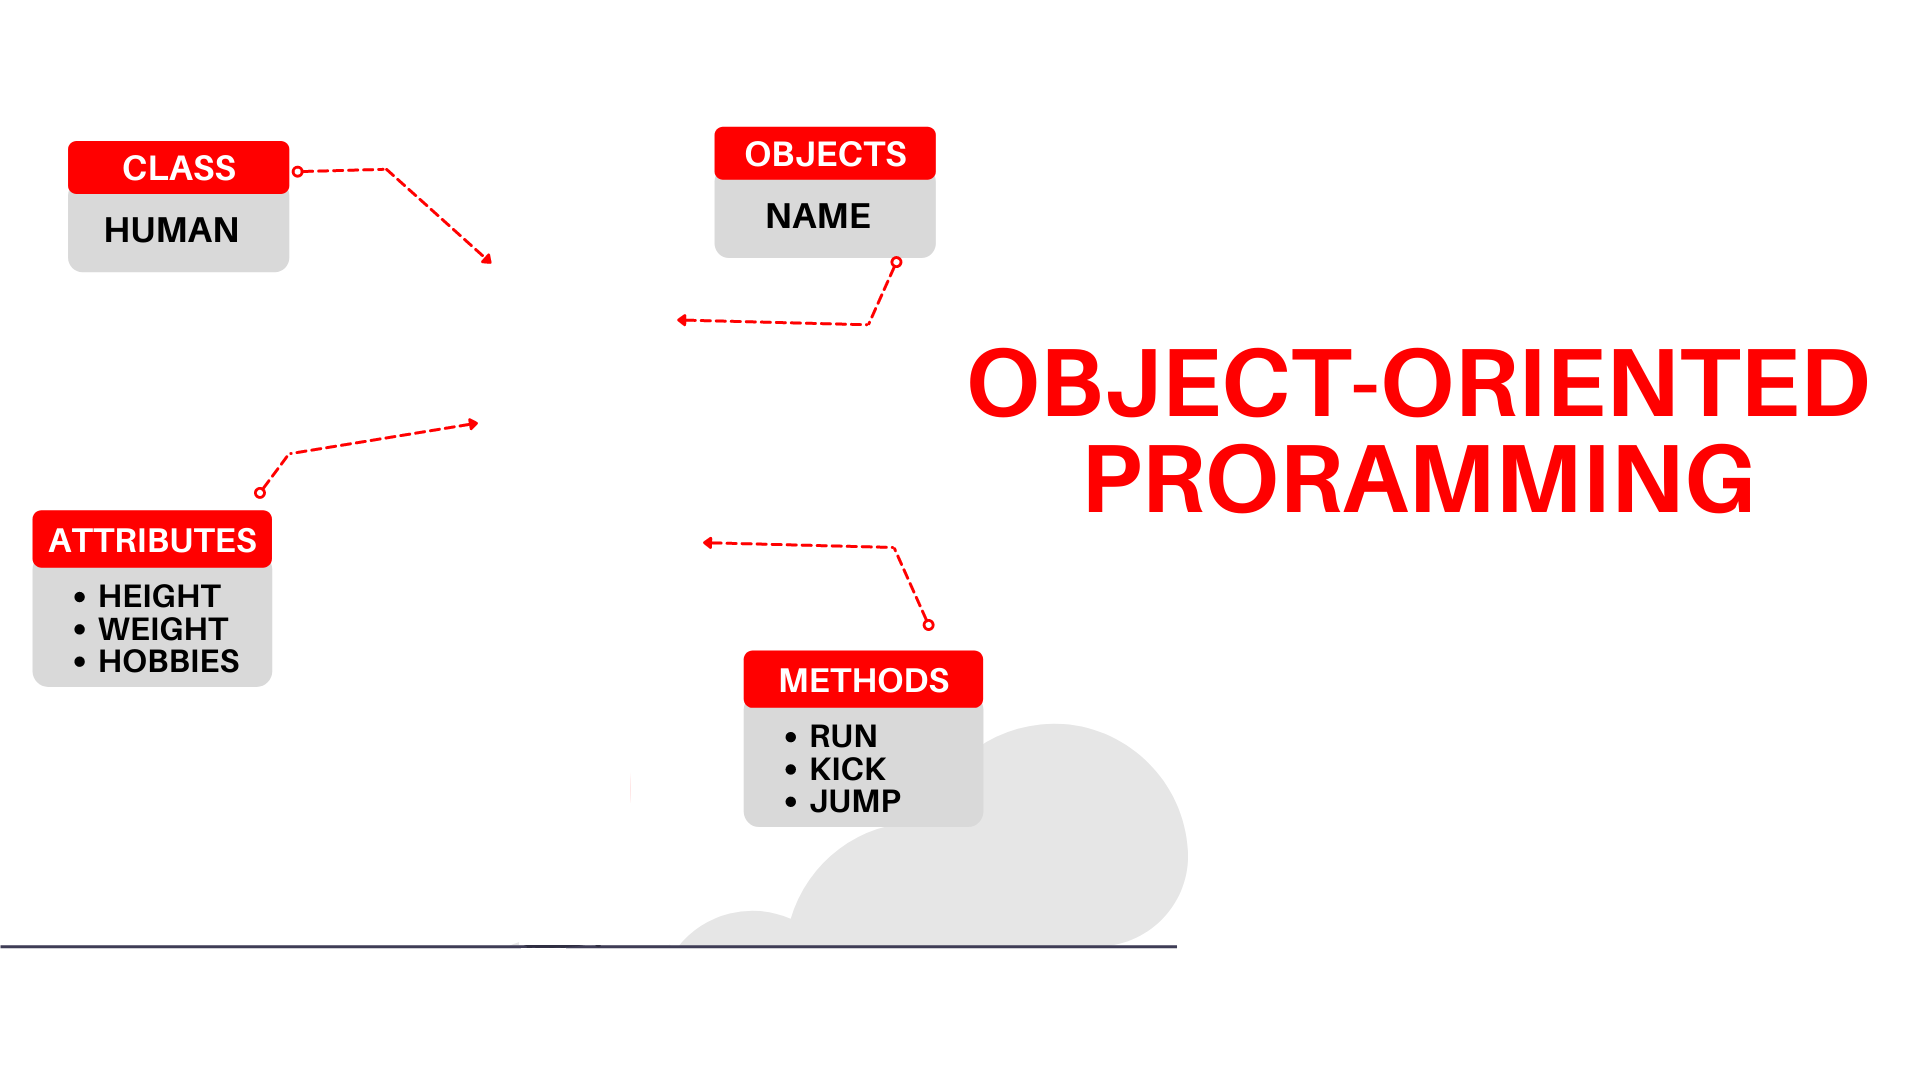 CLASS
HUMAN
OBJECTS
NAME
OBJECT-ORIENTED
PRORAMMING
ATTRIBUTES
• HEIGHT
• WEIGHT
• HOBBIES
METHODS
• RUN
• KICK
• JUMP